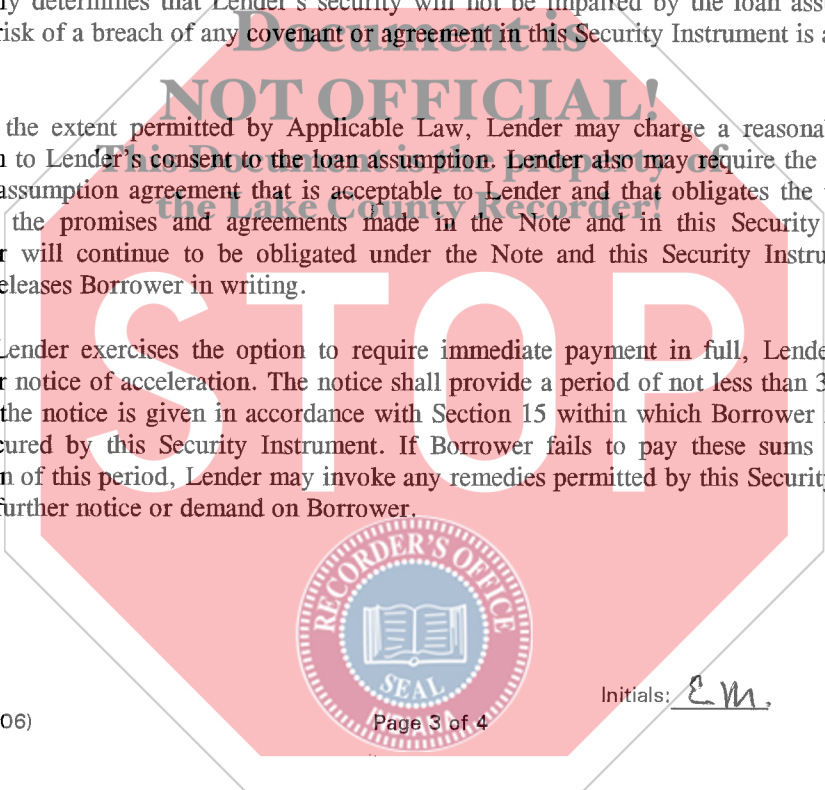 determines that Lender's security will not be impaired by the loan
Document is
risk of a breach of any covenant or agreement in this Security Instrument is
NOT OFFICIAL!
the extent permitted by Applicable Law, Lender may charge a
to Lender's consent to the loan assumption. Lender also may require the
This Document is the property of
assumption agreement that is acceptable to Lender and that obligates the
the Lake County Recorder!
the promises and agreements made in the Note and in this Security
will continue to be obligated under the Note and this Security
eleases Borrower in writing.
STOP
Lender exercises the option to require immediate payment in full,
notice of acceleration. The notice shall provide a period of not less than 3
the notice is given in accordance with Section 15 within which Borrower
cured by this Security Instrument. If Borrower fails to pay these sums
of this period, Lender may invoke any remedies permitted by this Security
further notice or demand on Borrower.
RECORDER'S OFFICE
SEAL
INDIANA
Initials: E M.
06)
Page 3 of 4